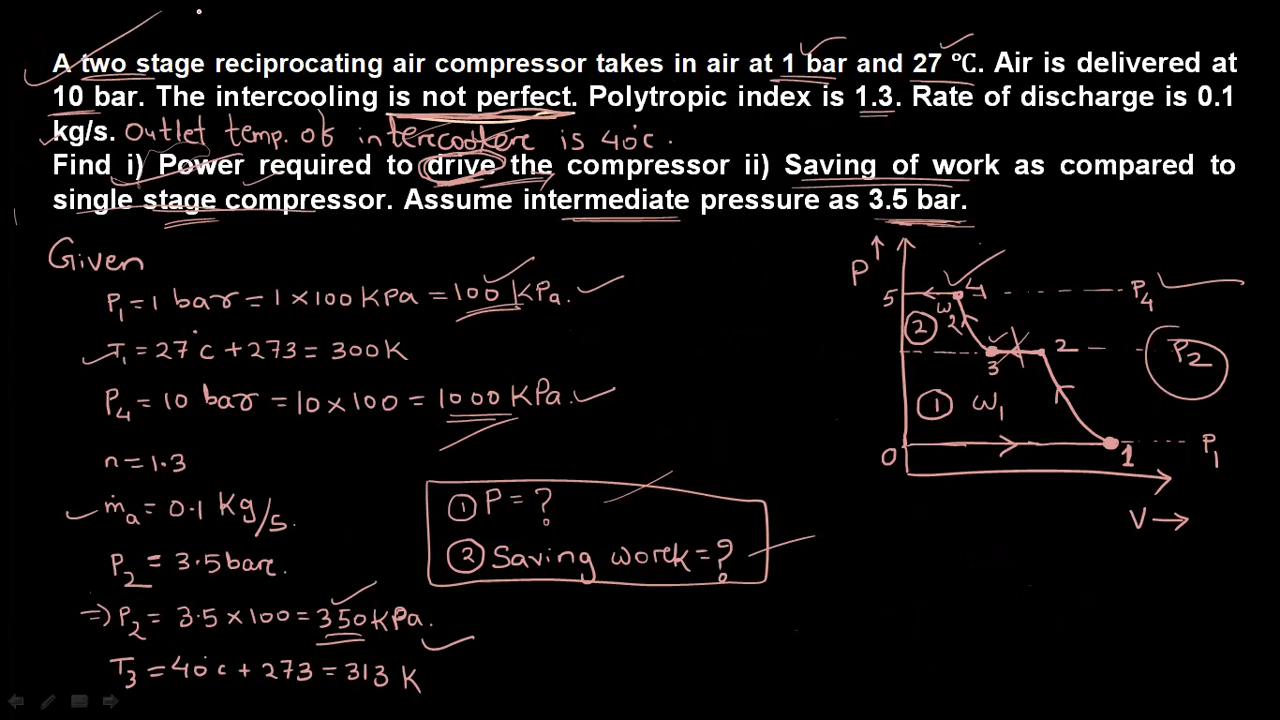 A two stage reciprocating air compressor takes in air at 1 bar and 27 °C. Air is delivered at
10 bar. The intercooling is not perfect. Polytropic index is 1.3. Rate of discharge is 0.1
kg/s. Outlet temp. of intercooler is 40°c.
Find i) Power required to drive the compressor ii) Saving of work as compared to
single stage compressor. Assume intermediate pressure as 3.5 bar.
Given
P1 = 1 bar = 1 × 100 KPa = 100 KPa.
T1 = 27°c + 273 = 300K
P4 = 10 bar = 10 × 100 = 1000 KPa.
n = 1.3
ṁa = 0.1 Kg/s.
P2 = 3.5 bar.
⇒ P2 = 3.5 × 100 = 350 KPa.
T3 = 40°c + 273 = 313 K
① P = ?
② Saving work = ?
P ↑
5
4
P4
② W2
3
2
P2
① W1
0
1
P1
V →